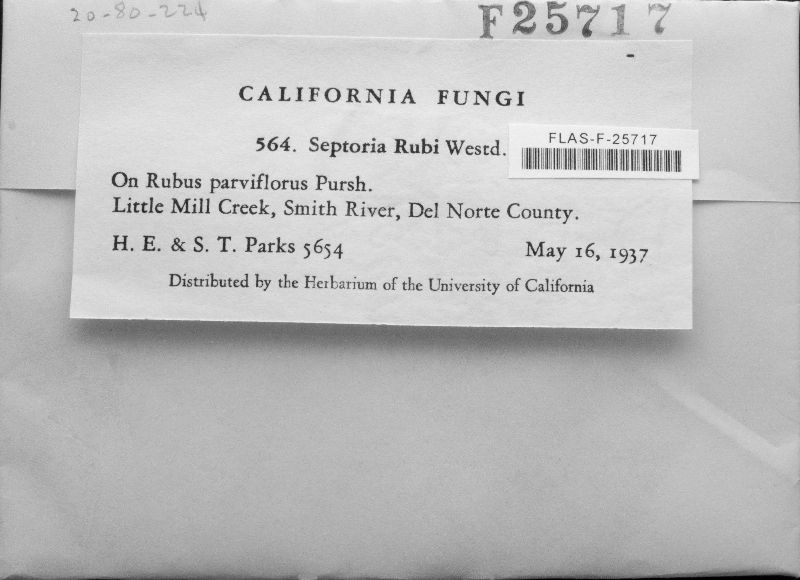 20-80-224
F25717
CALIFORNIA FUNGI
564. Septoria Rubi Westd.
FLAS-F-25717
On Rubus parviflorus Pursh.
Little Mill Creek, Smith River, Del Norte County.
H. E. & S. T. Parks 5654 May 16, 1937
Distributed by the Herbarium of the University of California